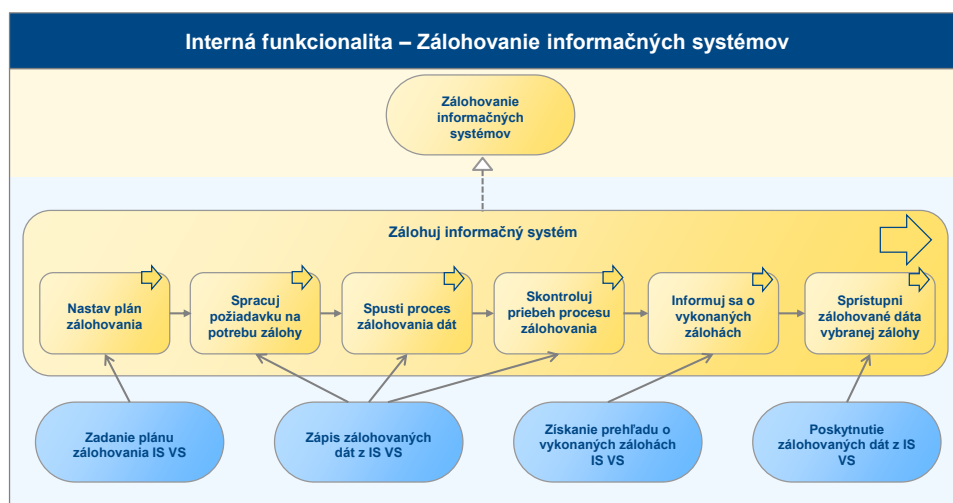 Interná funkcionalita – Zálohovanie informačných systémov
Zálohovanie
informačných
systémov
Zálohuj informačný systém
Nastav plán
zálohovania
Spracuj
požiadavku na
potrebu zálohy
Spusti proces
zálohovania dát
Skontroluj
priebeh procesu
zálohovania
Informuj sa o
vykonaných
zálohách
Sprístupni
zálohované dáta
vybranej zálohy
Zadanie plánu
zálohovania IS VS
Zápis zálohovaných
dát z IS VS
Získanie prehľadu o
vykonaných zálohách
IS VS
Poskytnutie
zálohovaných dát z IS
VS